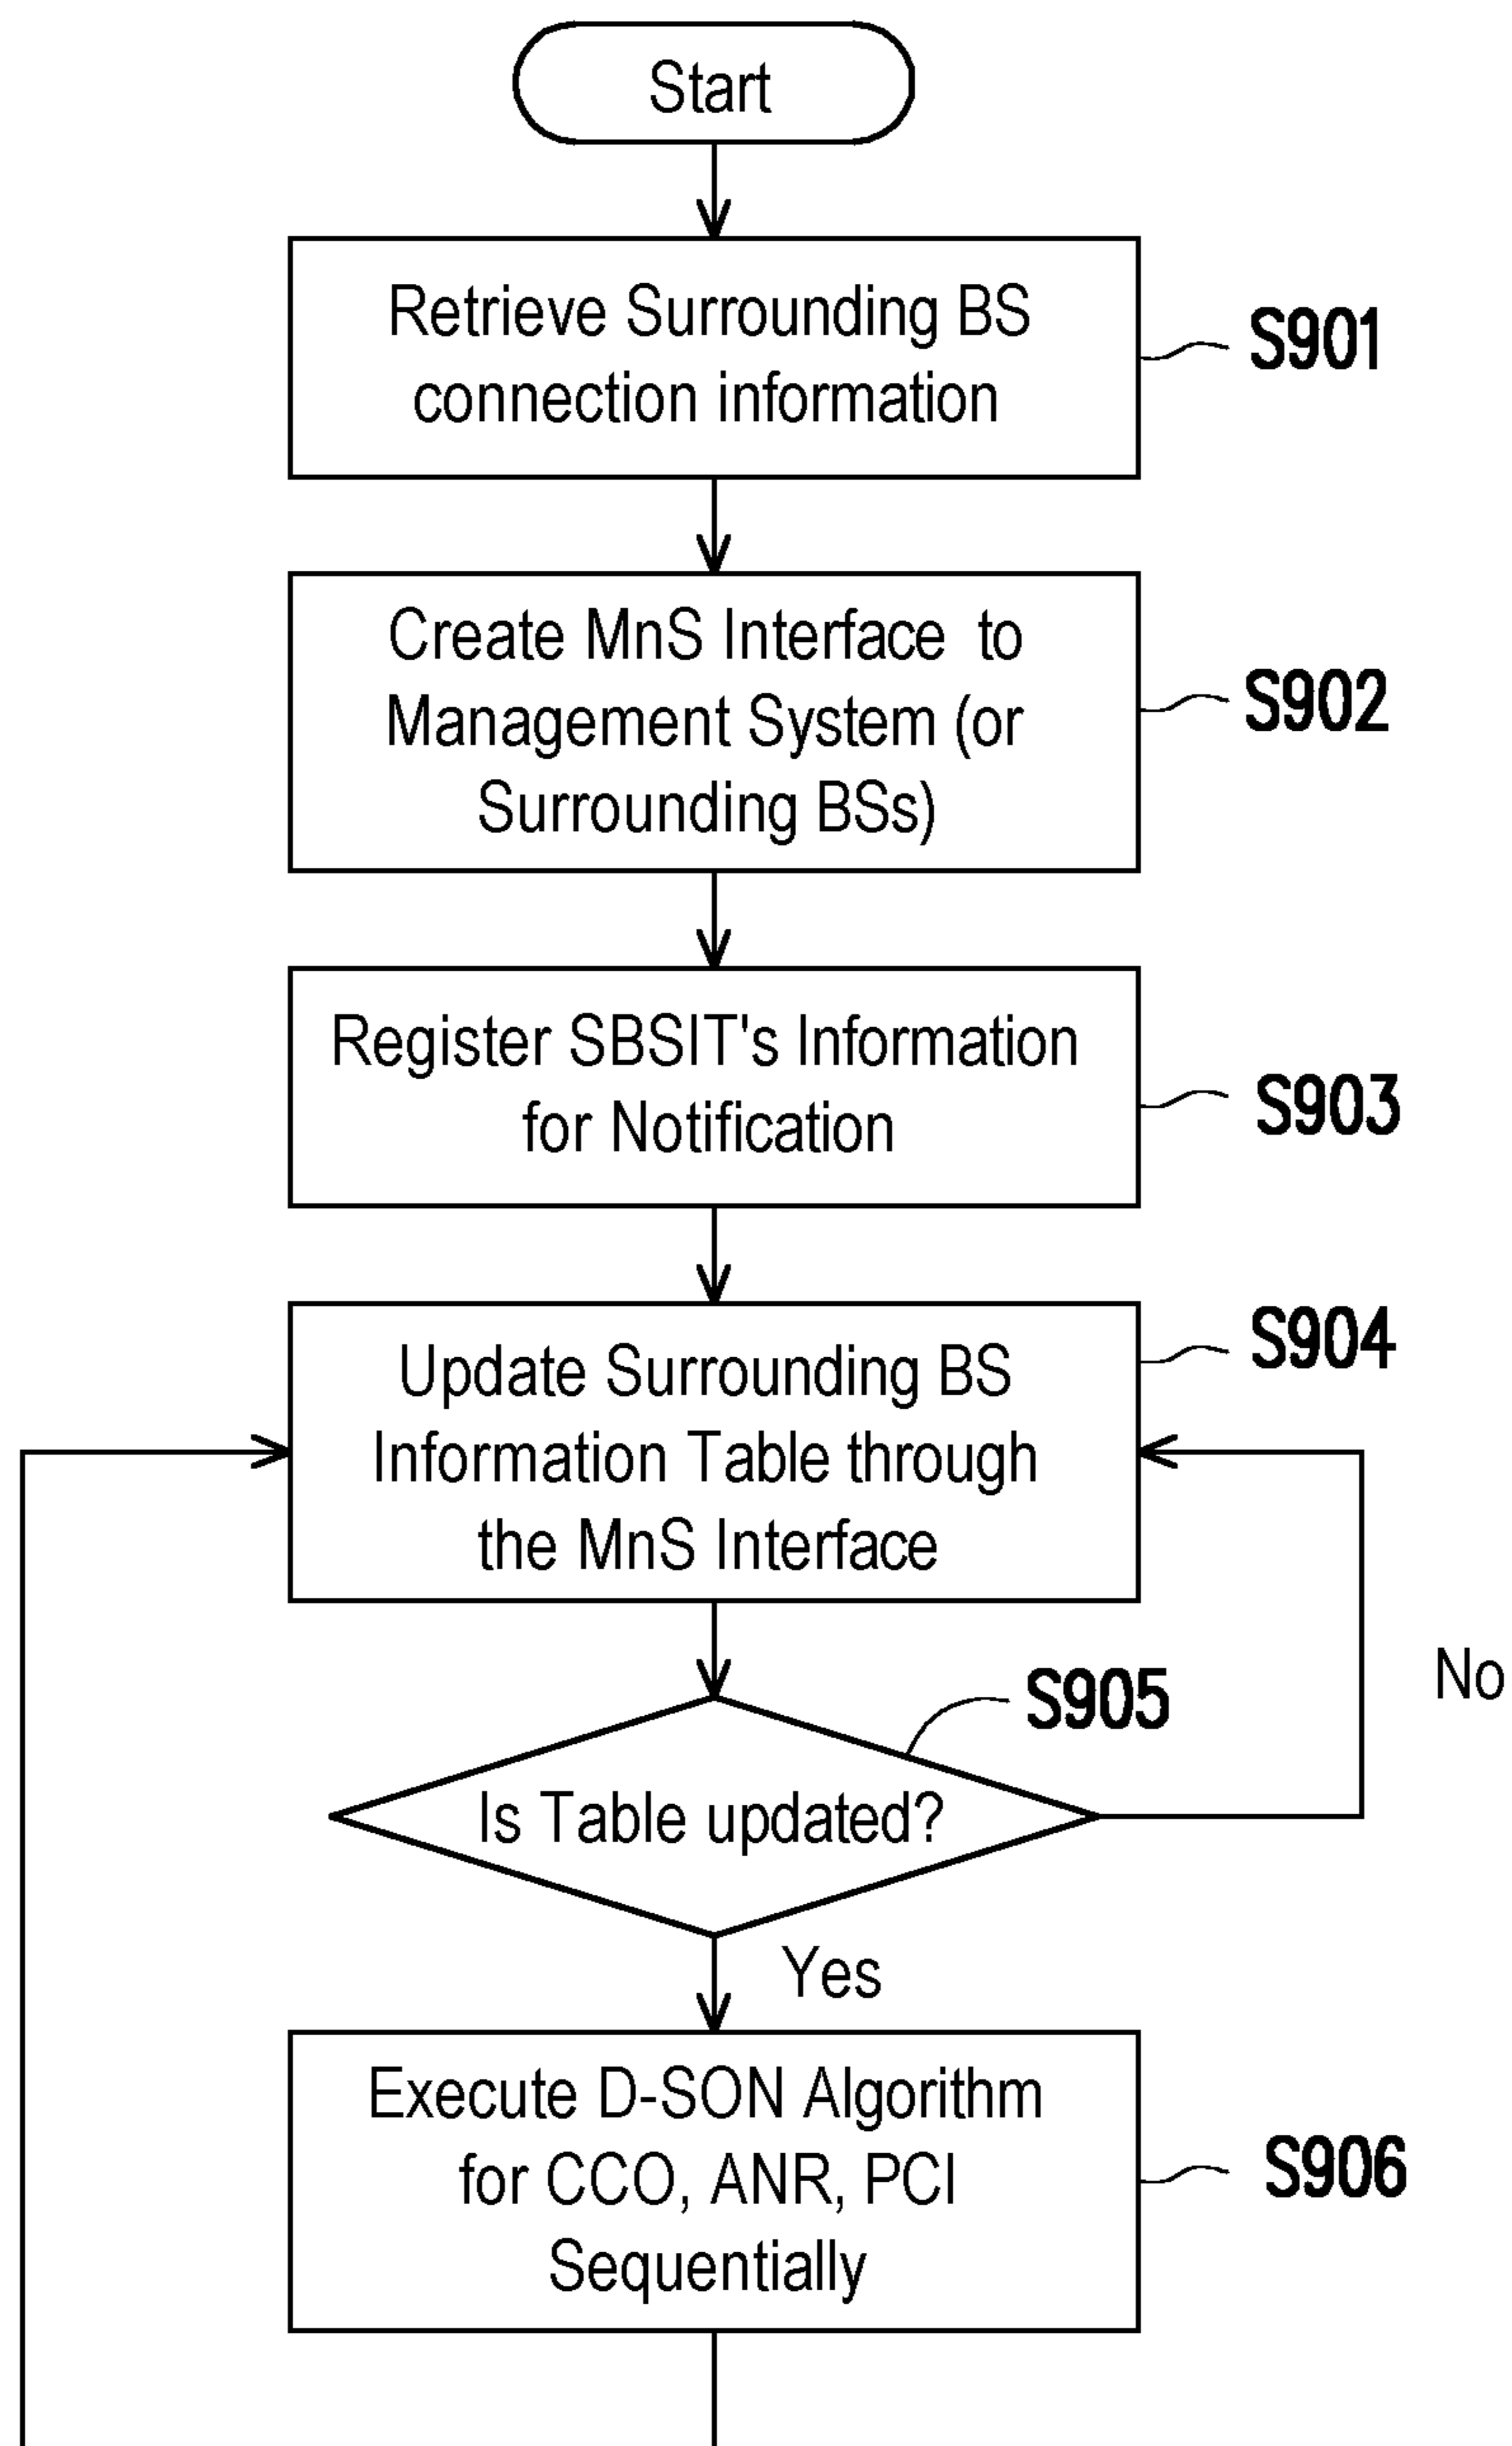 Start
Retrieve Surrounding BS
connection information
S901
Create MnS Interface to
Management System (or
Surrounding BSs)
S902
Register SBSIT's Information
for Notification
S903
Update Surrounding BS
Information Table through
the MnS Interface
S904
Is Table updated?
S905
No
Yes
Execute D-SON Algorithm
for CCO, ANR, PCI
Sequentially
S906